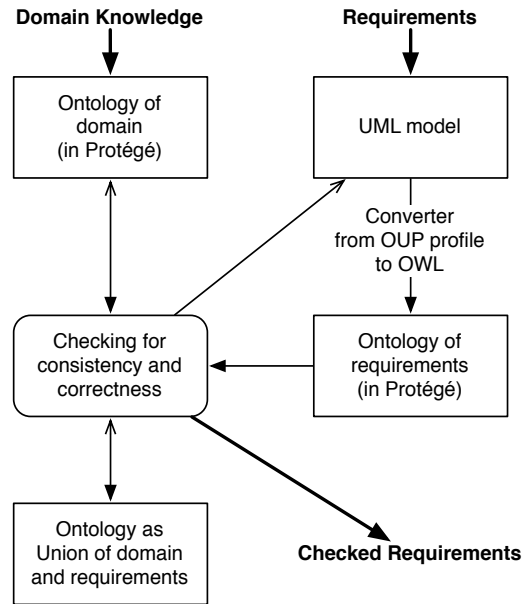 Domain Knowledge
Requirements
Ontology of
domain
(in Protégé)
UML model
Converter
from OUP profile
to OWL
Checking for
consistency and
correctness
Ontology of
requirements
(in Protégé)
Ontology as
Union of domain
and requirements
Checked Requirements